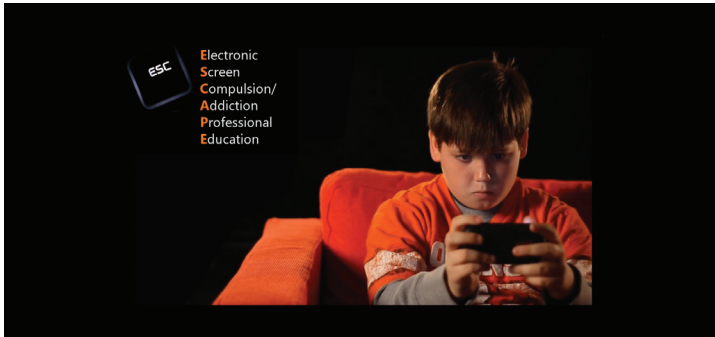 ESC
Electronic
Screen
Compulsion/
Addiction
Professional
Education